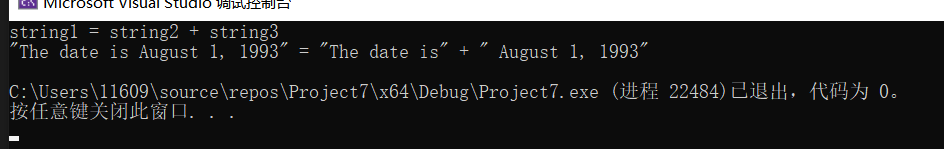 Microsoft Visual Studio 调试控制台
string1 = string2 + string3
"The date is August 1, 1993" = "The date is" + " August 1, 1993"
C:\Users\11609\source\repos\Project7\x64\Debug\Project7.exe (进程 22484)已退出，代码为 0。
按任意键关闭此窗口. . .